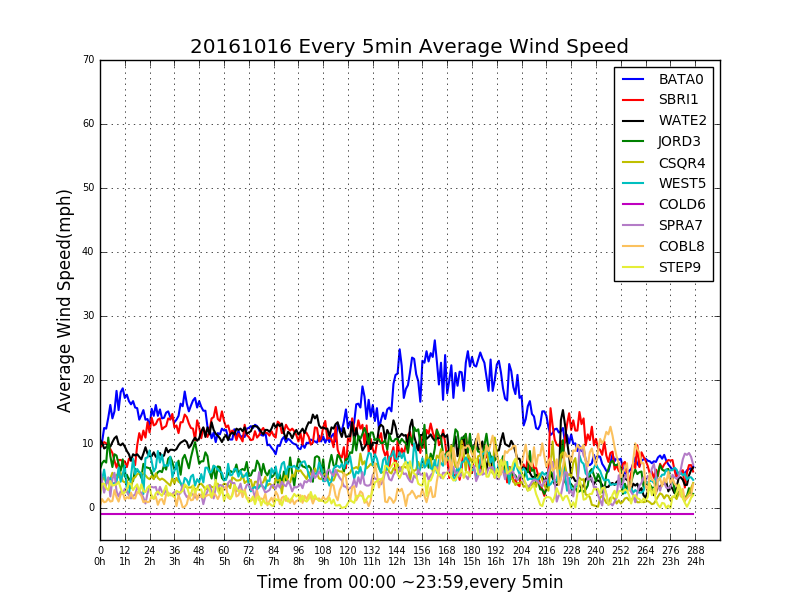 20161016 Every 5min Average Wind Speed
70
60
50
40
30
20
10
0
Average Wind Speed(mph)
BATA0
SBRI1
WATE2
JORD3
CSQR4
WEST5
COLD6
SPRA7
COBL8
STEP9
0 12 24 36 48 60 72 84 96 108 120 132 144 156 168 180 192 204 216 228 240 252 264 276 288
0h 1h 2h 3h 4h 5h 6h 7h 8h 9h 10h 11h 12h 13h 14h 15h 16h 17h 18h 19h 20h 21h 22h 23h 24h
Time from 00:00 ~23:59,every 5min